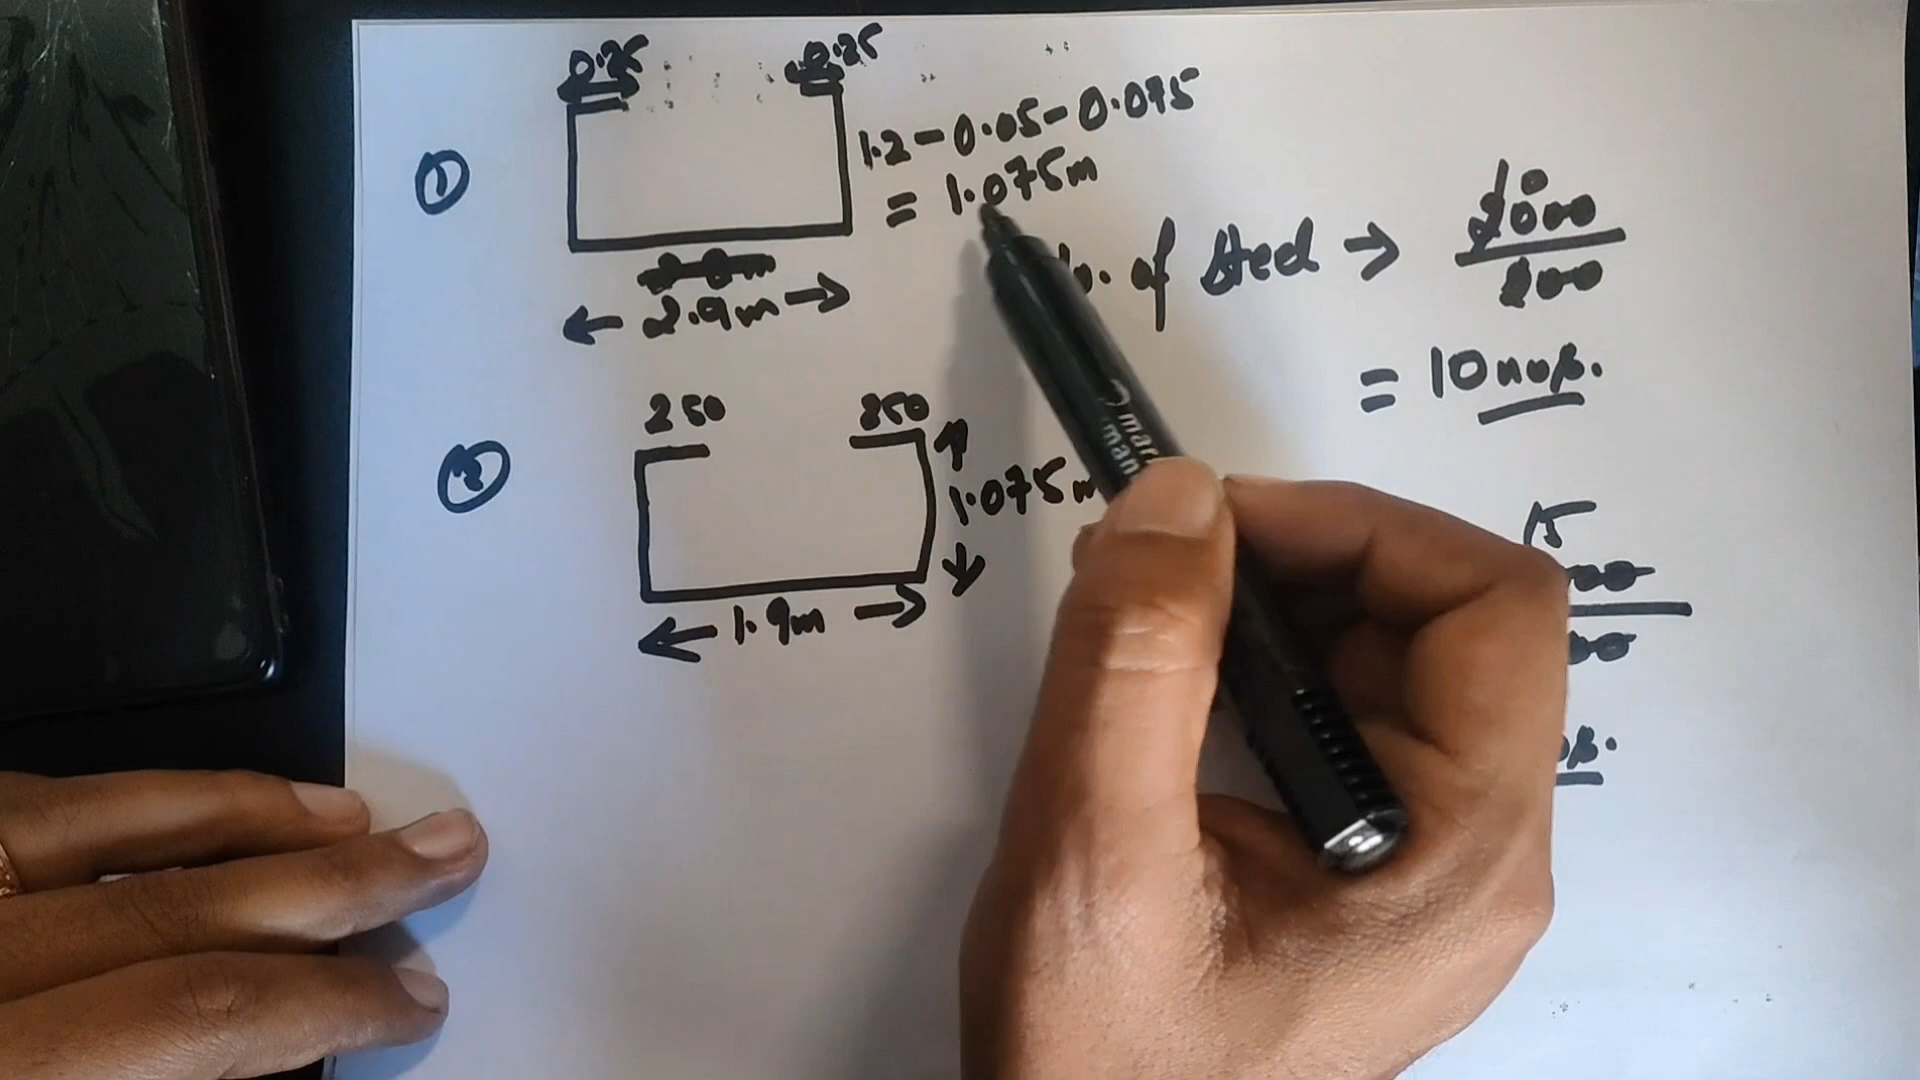 ①
0.25
0.25
1.2-0.05-0.075
= 1.075m
2.9m
of Steel →
10
2000
200
= 10 nos.
②
250
250
1.075m
1.9m
15